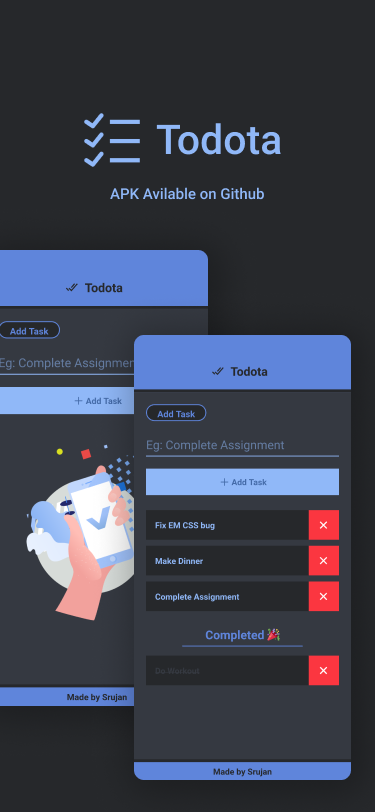 Todota
APK Avilable on Github
Todota
Add Task
Eg: Complete Assignmen
+ Add Task
Made by Srujan
Todota
Add Task
Eg: Complete Assignment
+ Add Task
Fix EM CSS bug
Make Dinner
Complete Assignment
Completed 🎉
Do Workout
Made by Srujan